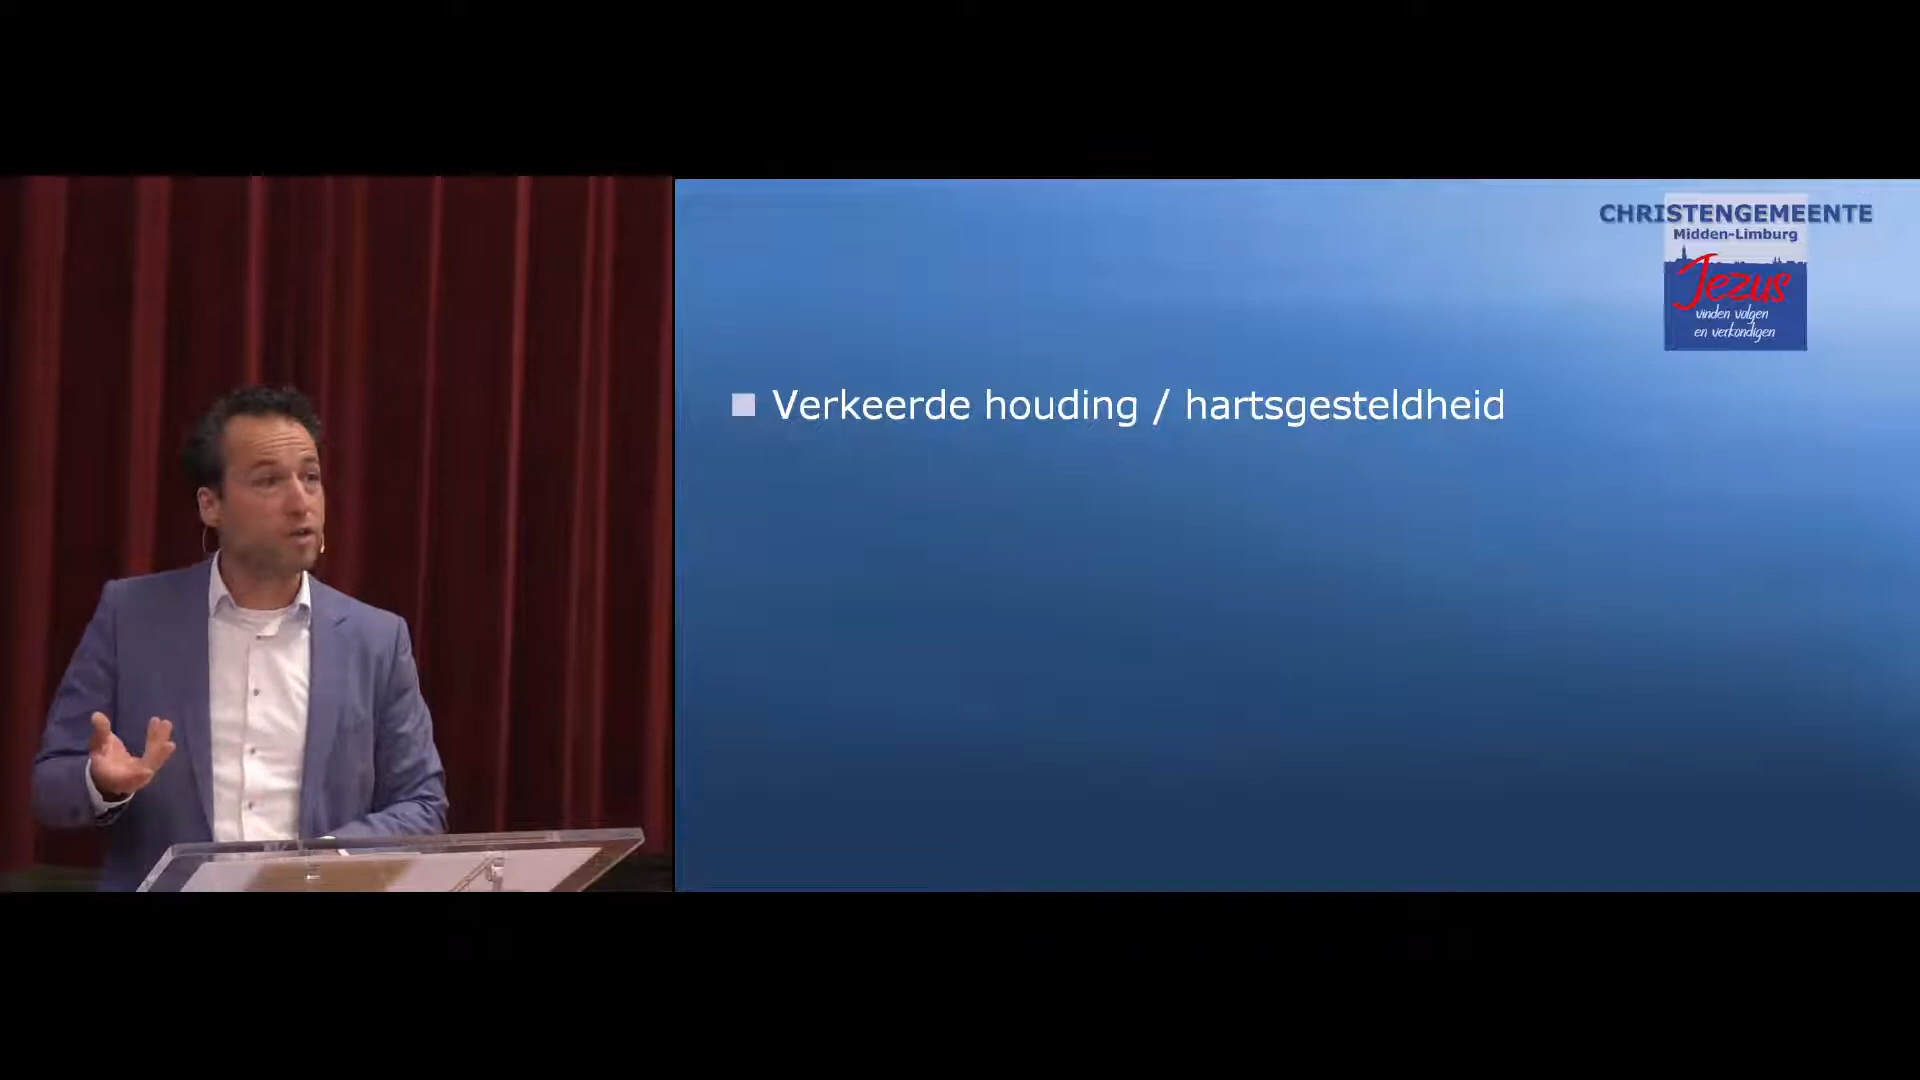 CHRISTENGEMEENTE
Midden-Limburg
Jezus
vinden volgen
en verkondigen
Verkeerde houding / hartsgesteldheid